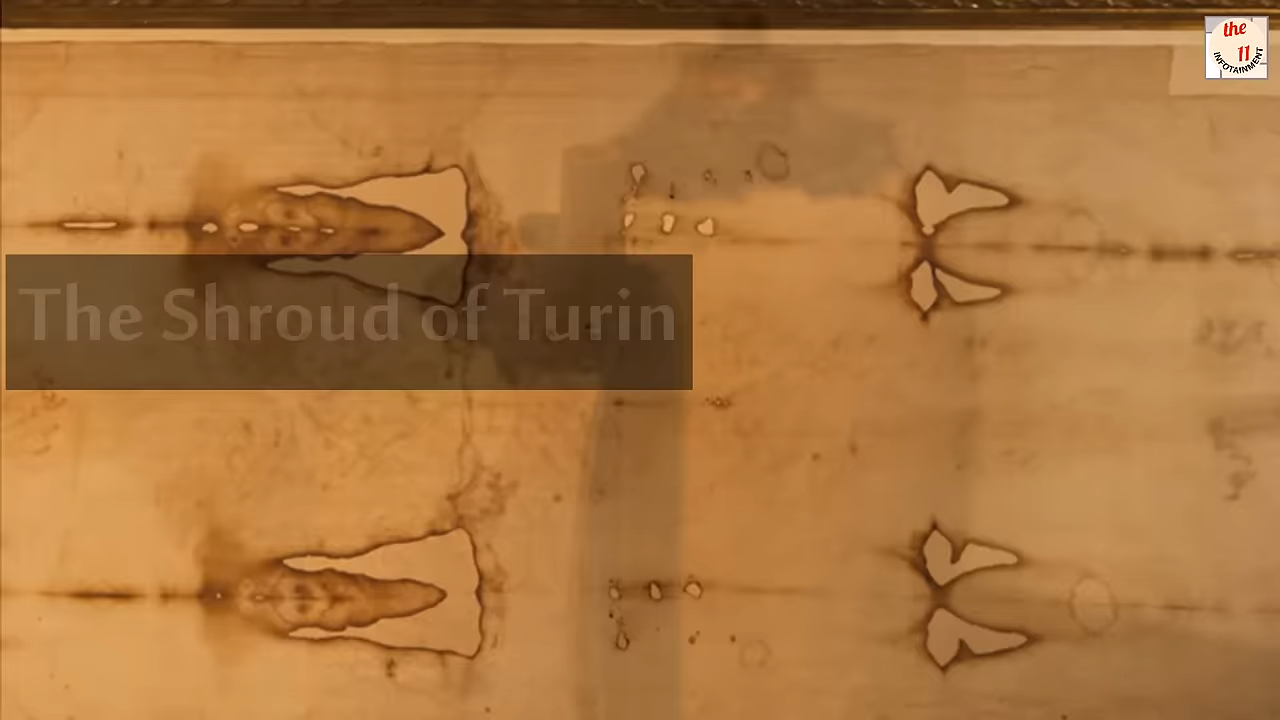 the
11
INFOTAINMENT
The Shroud of Turin